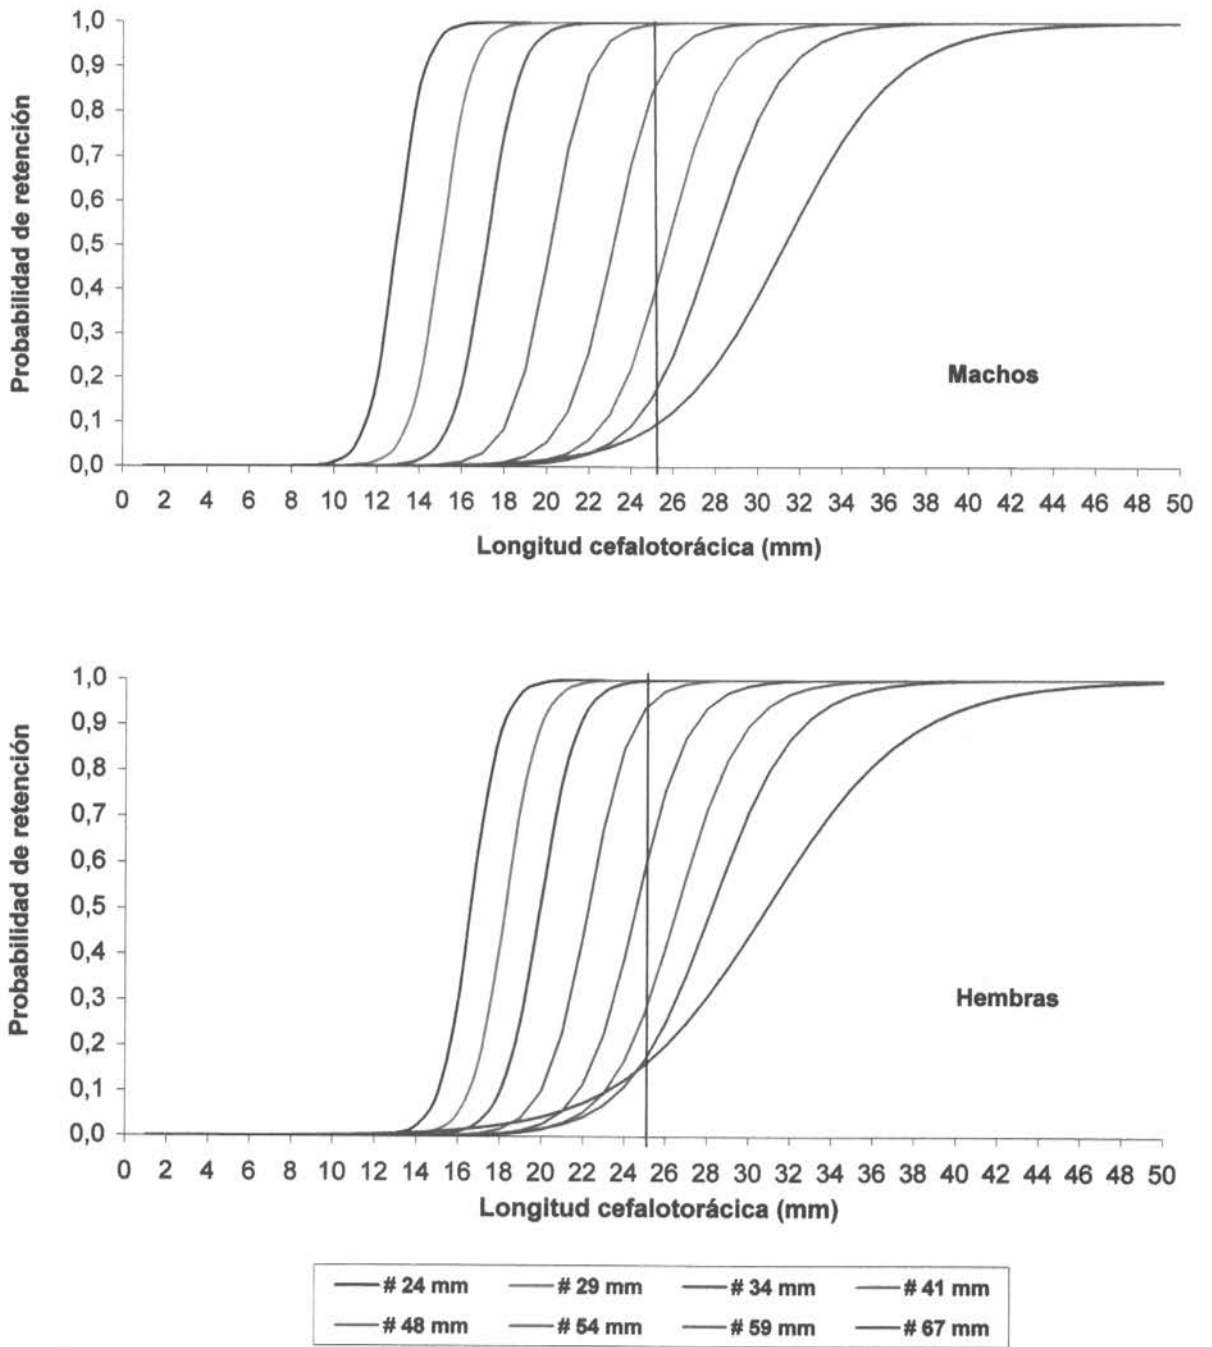 1,0
0,9
0,8
0,7
0,6
0,5
0,4
0,3
0,2
0,1
0,0
Probabilidad de retención
Machos
0 2 4 6 8 10 12 14 16 18 20 22 24 26 28 30 32 34 36 38 40 42 44 46 48 50
Longitud cefalotorácica (mm)
1,0
0,9
0,8
0,7
0,6
0,5
0,4
0,3
0,2
0,1
0,0
Probabilidad de retención
Hembras
0 2 4 6 8 10 12 14 16 18 20 22 24 26 28 30 32 34 36 38 40 42 44 46 48 50
Longitud cefalotorácica (mm)
# 24 mm # 29 mm # 34 mm # 41 mm
# 48 mm # 54 mm # 59 mm # 67 mm